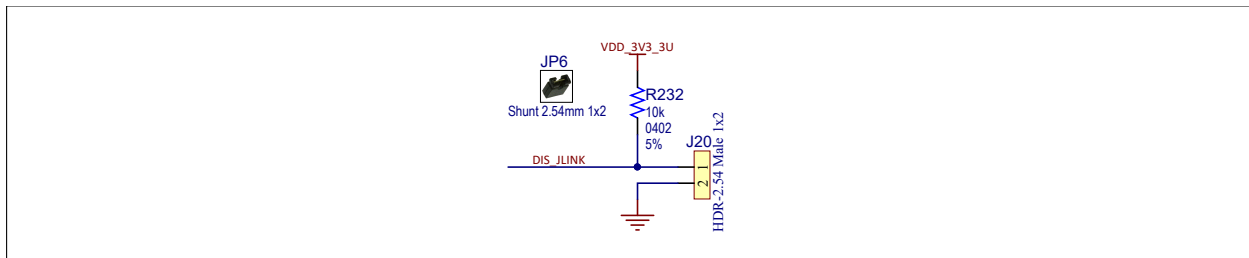 VDD_3V3_3U
JP6
Shunt 2.54mm 1x2
R232
10k
0402
5%
J20
DIS_JLINK
1
2
HDR-2.54 Male 1x2